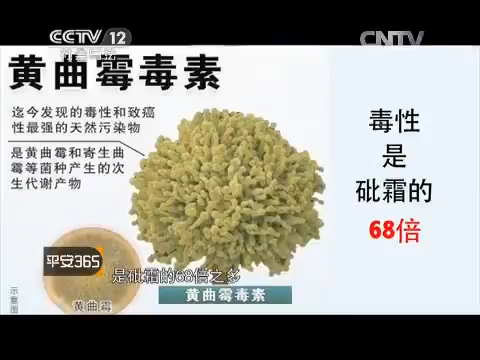 CCTV 12
社会与法
CNTV
黄曲霉毒素
迄今发现的毒性和致癌
性最强的天然污染物
是黄曲霉和寄生曲
霉等菌种产生的次
生代谢产物
毒性
是
砒霜的
68倍
平安365
是砒霜的68倍之多
黄曲霉毒素
黄曲霉
示意图